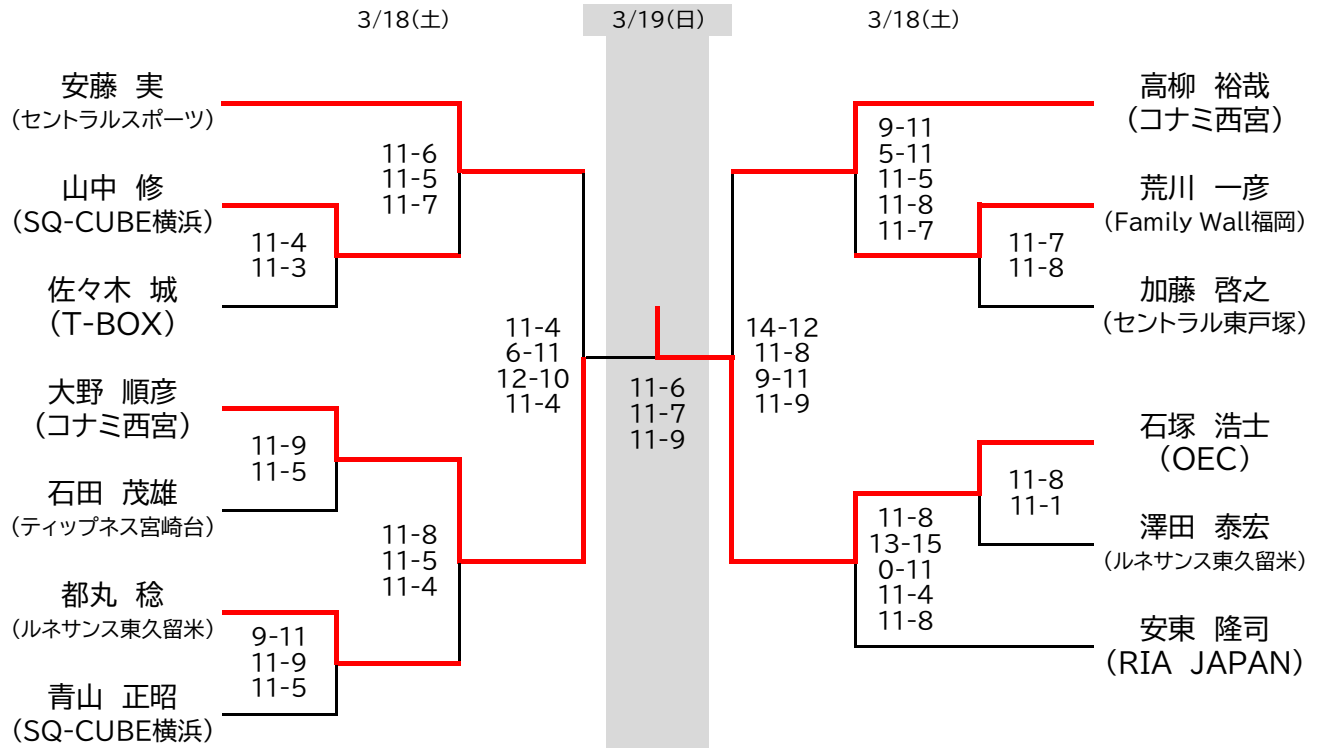 3/18(土)
3/19(日)
3/18(土)
安藤　実
(セントラルスポーツ)
山中　修
(SQ-CUBE横浜)
佐々木　城
(T-BOX)
大野　順彦
(コナミ西宮)
石田　茂雄
(ティップネス宮崎台)
都丸　稔
(ルネサンス東久留米)
青山　正昭
(SQ-CUBE横浜)
11-4
11-3
11-9
11-5
9-11
11-9
11-5
11-6
11-5
11-7
11-8
11-5
11-4
11-4
6-11
12-10
11-4
11-6
11-7
11-9
14-12
11-8
9-11
11-9
9-11
5-11
11-5
11-8
11-7
11-8
13-15
0-11
11-4
11-8
11-7
11-8
11-8
11-1
高柳　裕哉
(コナミ西宮)
荒川　一彦
(Family Wall福岡)
加藤　啓之
(セントラル東戸塚)
石塚　浩士
(OEC)
澤田　泰宏
(ルネサンス東久留米)
安東　隆司
(RIA　JAPAN)